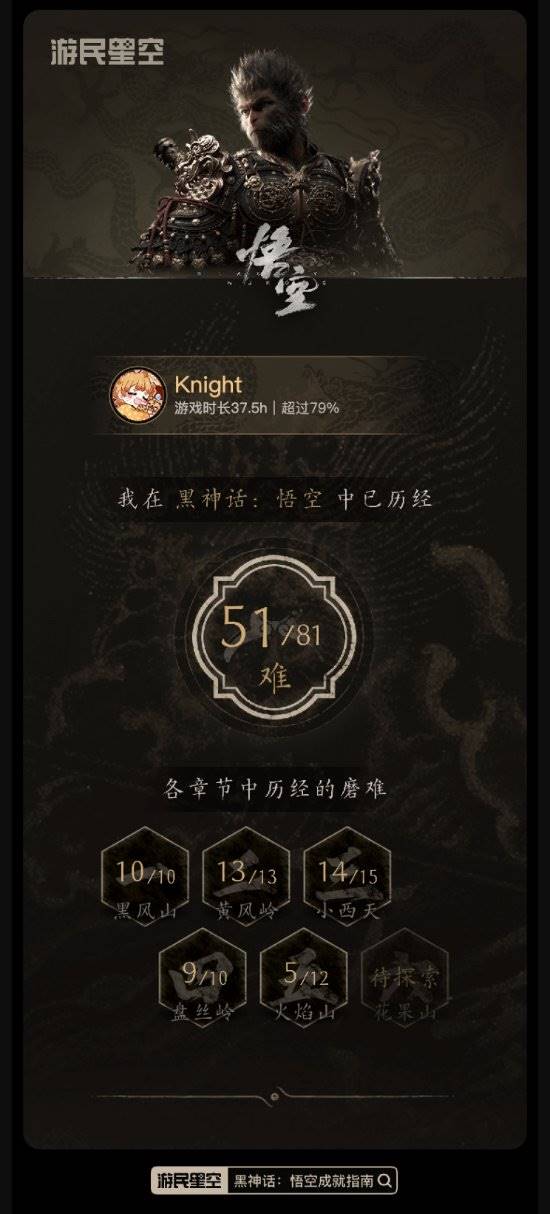 游民星空
悟空
Knight
游戏时长37.5h | 超过79%
我在 黑神话：悟空 中已历经
51/81
难
各章节中历经的磨难
10/10 13/13 14/15
黑风山 黄风岭 小西天
9/10 5/12 待探索
盘丝岭 火焰山 花果山
游民星空 黑神话：悟空成就指南